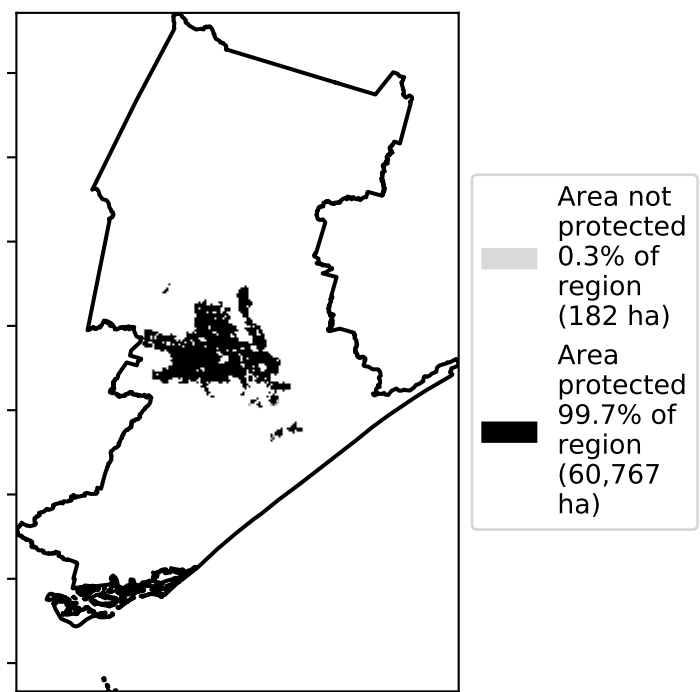 Area not
protected
0.3% of
region
(182 ha)
Area
protected
99.7% of
region
(60,767
ha)